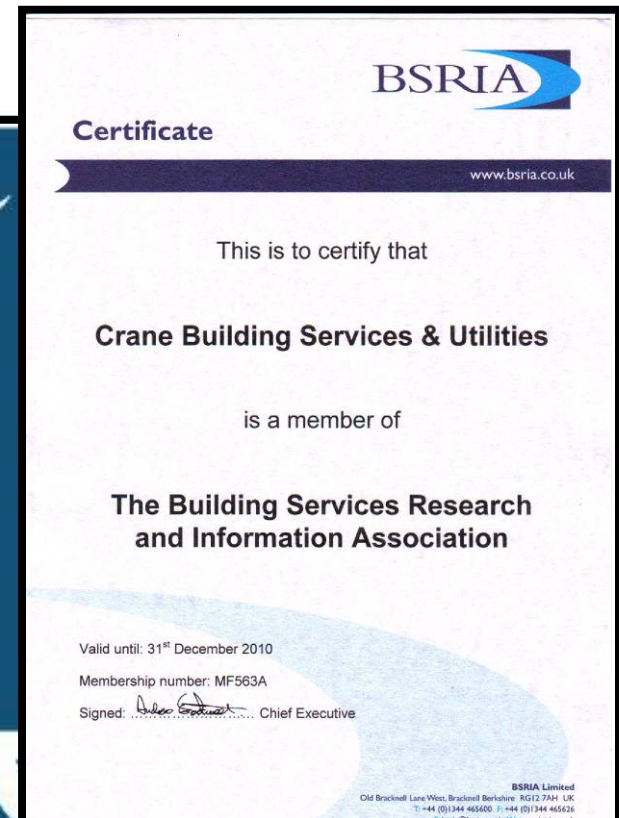 BSRIA
Certificate
www.bsria.co.uk
This is to certify that
Crane Building Services & Utilities
is a member of
The Building Services Research
and Information Association
Valid until: 31st December 2010
Membership number: MF563A
Signed: .......................... Chief Executive
BSRIA Limited
Old Bracknell Lane West, Bracknell Berkshire RG12 7AH UK
T: +44 (0)1344 465600 F: +44 (0)1344 465626